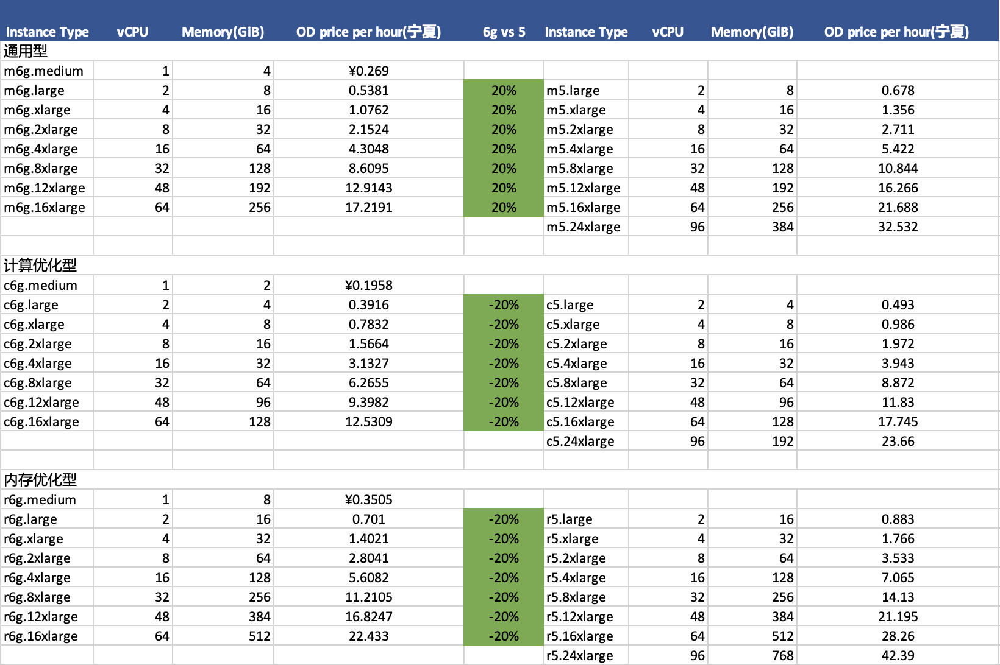 Instance Type vCPU Memory(GiB) OD price per hour(宁夏) 6g vs 5 Instance Type vCPU Memory(GiB) OD price per hour(宁夏)
通用型
m6g.medium 1 4 ¥0.269
m6g.large 2 8 0.5381 20% m5.large 2 8 0.678
m6g.xlarge 4 16 1.0762 20% m5.xlarge 4 16 1.356
m6g.2xlarge 8 32 2.1524 20% m5.2xlarge 8 32 2.711
m6g.4xlarge 16 64 4.3048 20% m5.4xlarge 16 64 5.422
m6g.8xlarge 32 128 8.6095 20% m5.8xlarge 32 128 10.844
m6g.12xlarge 48 192 12.9143 20% m5.12xlarge 48 192 16.266
m6g.16xlarge 64 256 17.2191 20% m5.16xlarge 64 256 21.688
m5.24xlarge 96 384 32.532
计算优化型
c6g.medium 1 2 ¥0.1958
c6g.large 2 4 0.3916 -20% c5.large 2 4 0.493
c6g.xlarge 4 8 0.7832 -20% c5.xlarge 4 8 0.986
c6g.2xlarge 8 16 1.5664 -20% c5.2xlarge 8 16 1.972
c6g.4xlarge 16 32 3.1327 -20% c5.4xlarge 16 32 3.943
c6g.8xlarge 32 64 6.2655 -20% c5.8xlarge 32 64 8.872
c6g.12xlarge 48 96 9.3982 -20% c5.12xlarge 48 96 11.83
c6g.16xlarge 64 128 12.5309 -20% c5.16xlarge 64 128 17.745
c5.24xlarge 96 192 23.66
内存优化型
r6g.medium 1 8 ¥0.3505
r6g.large 2 16 0.701 -20% r5.large 2 16 0.883
r6g.xlarge 4 32 1.4021 -20% r5.xlarge 4 32 1.766
r6g.2xlarge 8 64 2.8041 -20% r5.2xlarge 8 64 3.533
r6g.4xlarge 16 128 5.6082 -20% r5.4xlarge 16 128 7.065
r6g.8xlarge 32 256 11.2105 -20% r5.8xlarge 32 256 14.13
r6g.12xlarge 48 384 16.8247 -20% r5.12xlarge 48 384 21.195
r6g.16xlarge 64 512 22.433 -20% r5.16xlarge 64 512 28.26
r5.24xlarge 96 768 42.39